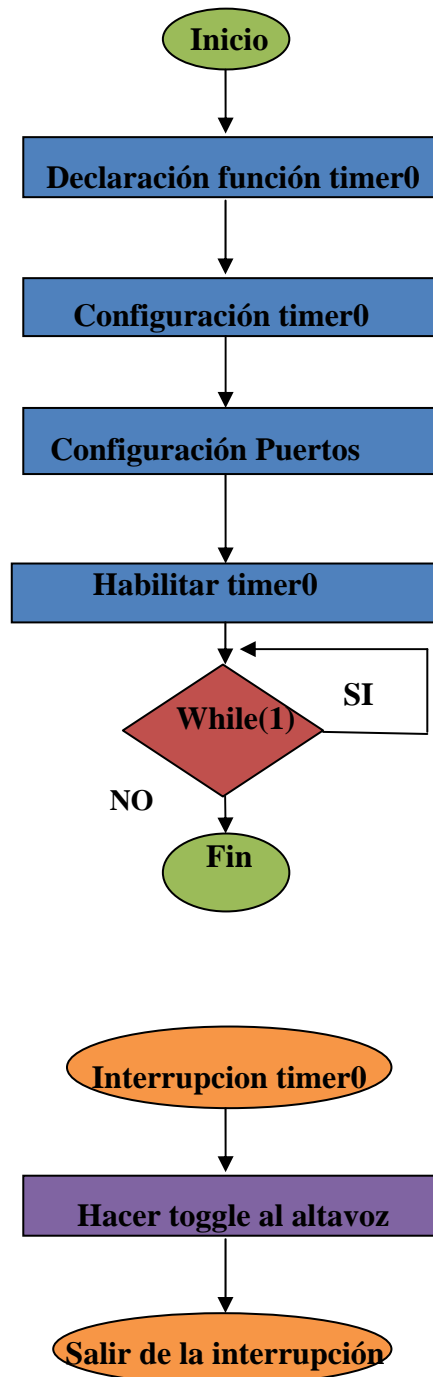 Inicio
Declaración función timer0
Configuración timer0
Configuración Puertos
Habilitar timer0
While(1)
SI
NO
Fin
Interrupcion timer0
Hacer toggle al altavoz
Salir de la interrupción